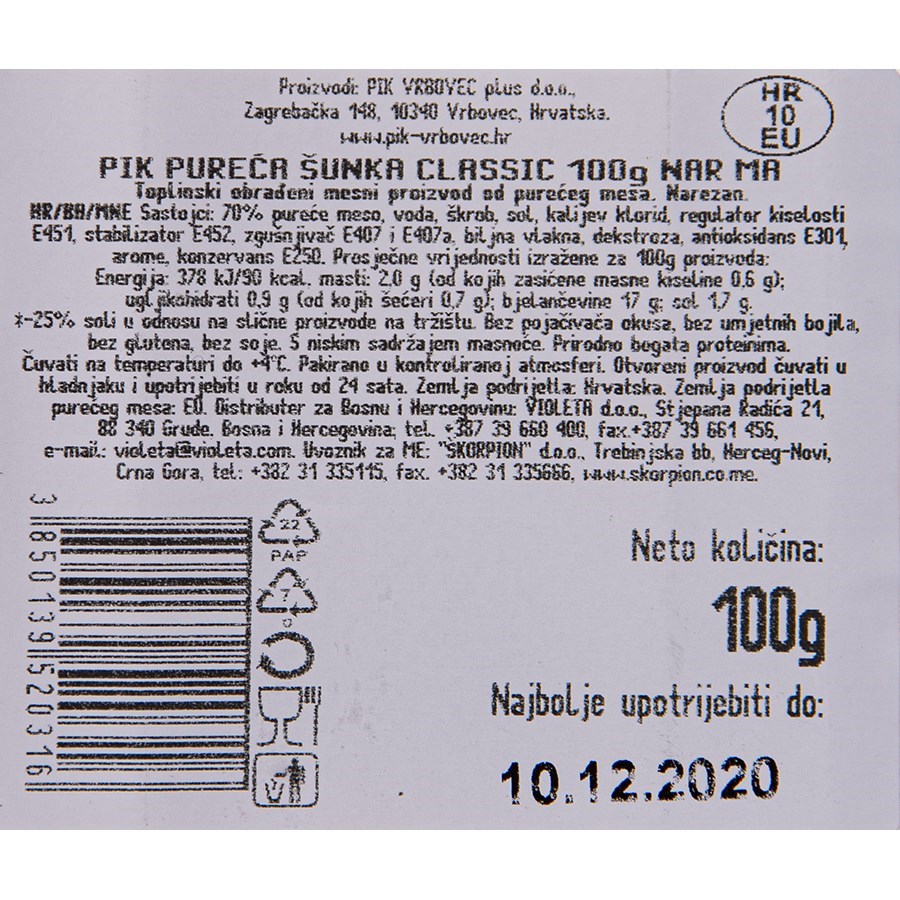 Proizvodi: PIK VRBOVEC plus d.o.o.,
Zagrebačka 148, 10340 Vrbovec, Hrvatska.
www.pik-vrbovec.hr
HR
10
EU
PIK PUREĆA ŠUNKA CLASSIC 100g NAR MA
Toplinski obrađeni mesni proizvod od purećeg mesa. Narezan.
HR/BA/MNE Sastojci: 70% pureće meso, voda, škrob, sol, kalijev klorid, regulator kiselosti
E451, stabilizator E452, zgušnjivač E407 i E407a, biljna vlakna, dekstroza, antioksidans E301,
arome, konzervans E250. Prosječne vrijednosti izražene za 100g proizvoda:
Energija: 378 kJ/90 kcal, masti: 2,0 g (od kojih zasićene masne kiseline 0,6 g);
ugljikohidrati 0,9 g (od kojih šećeri 0,7 g); bjelančevine 17 g; sol 1,7 g.
*-25% soli u odnosu na slične proizvode na tržištu. Bez pojačivača okusa, bez umjetnih bojila,
bez glutena, bez soje. S niskim sadržajem masnoće. Prirodno bogata proteinima.
Čuvati na temperaturi do +4°C. Pakirano u kontroliranoj atmosferi. Otvoreni proizvod čuvati u
hladnjaku i upotrijebiti u roku od 24 sata. Zemlja podrijetla: Hrvatska. Zemlja podrijetla
purećeg mesa: EU. Distributer za Bosnu i Hercegovinu: VIOLETA d.o.o., Stjepana Radića 21,
88 340 Grude, Bosna i Hercegovina; tel. +387 39 660 400, fax.+387 39 661 456,
e-mail: violeta@violeta.com. Uvoznik za ME: "ŠKORPION" d.o.o., Trebinjska bb, Herceg-Novi,
Crna Gora, tel: +382 31 335115, fax. +382 31 335666, www.skorpion.co.me.
3 850139 520316
22
PAP
7
Neto količina:
100g
Najbolje upotrijebiti do:
10.12.2020